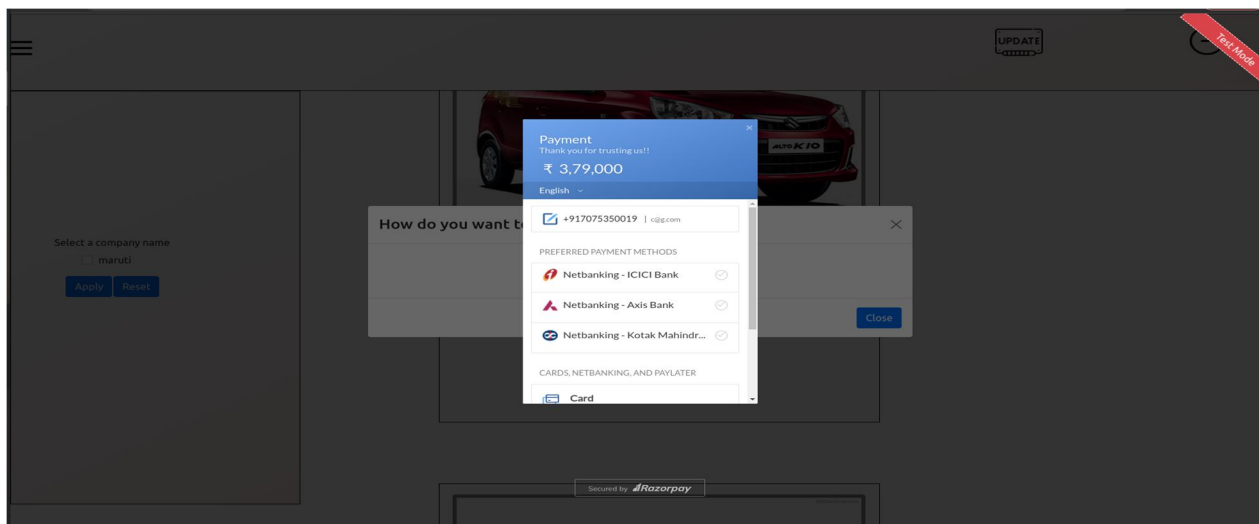 UPDATE
Test Mode
AUTO K10
Payment
Thank you for trusting us!!
₹ 3,79,000
English
How do you want t
+917075350019 | c@g.com
PREFERRED PAYMENT METHODS
Select a company name
maruti
Netbanking - ICICI Bank
Apply Reset
Netbanking - Axis Bank
Close
Netbanking - Kotak Mahindr...
CARDS, NETBANKING, AND PAYLATER
Card
Secured by Razorpay